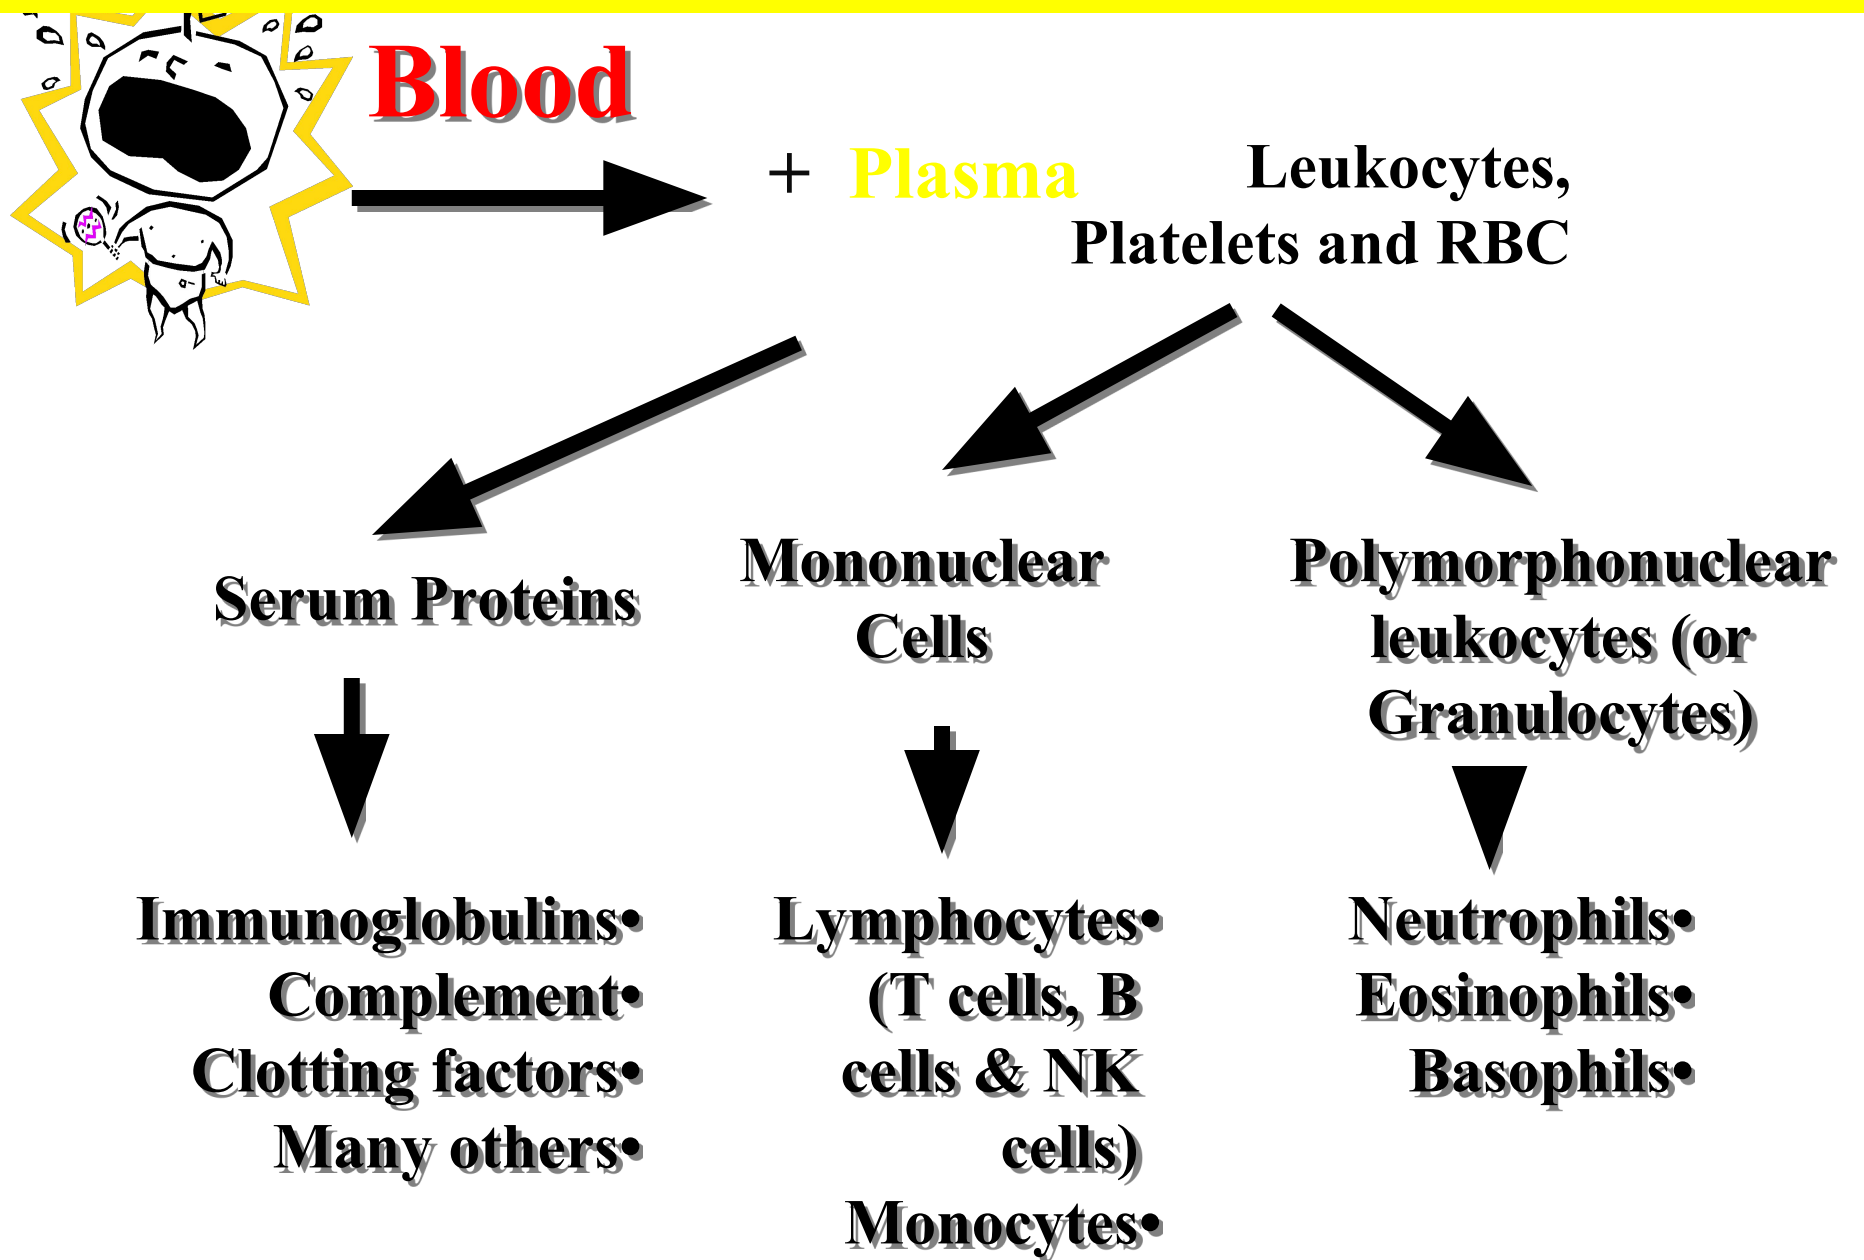 Blood
+ Plasma
Leukocytes,
Platelets and RBC
Serum Proteins
Mononuclear
Cells
Polymorphonuclear
leukocytes (or
Granulocytes)
Immunoglobulins•
Complement•
Clotting factors•
Many others•
Lymphocytes•
(T cells, B
cells & NK
cells)
Monocytes•
Neutrophils•
Eosinophils•
Basophils•